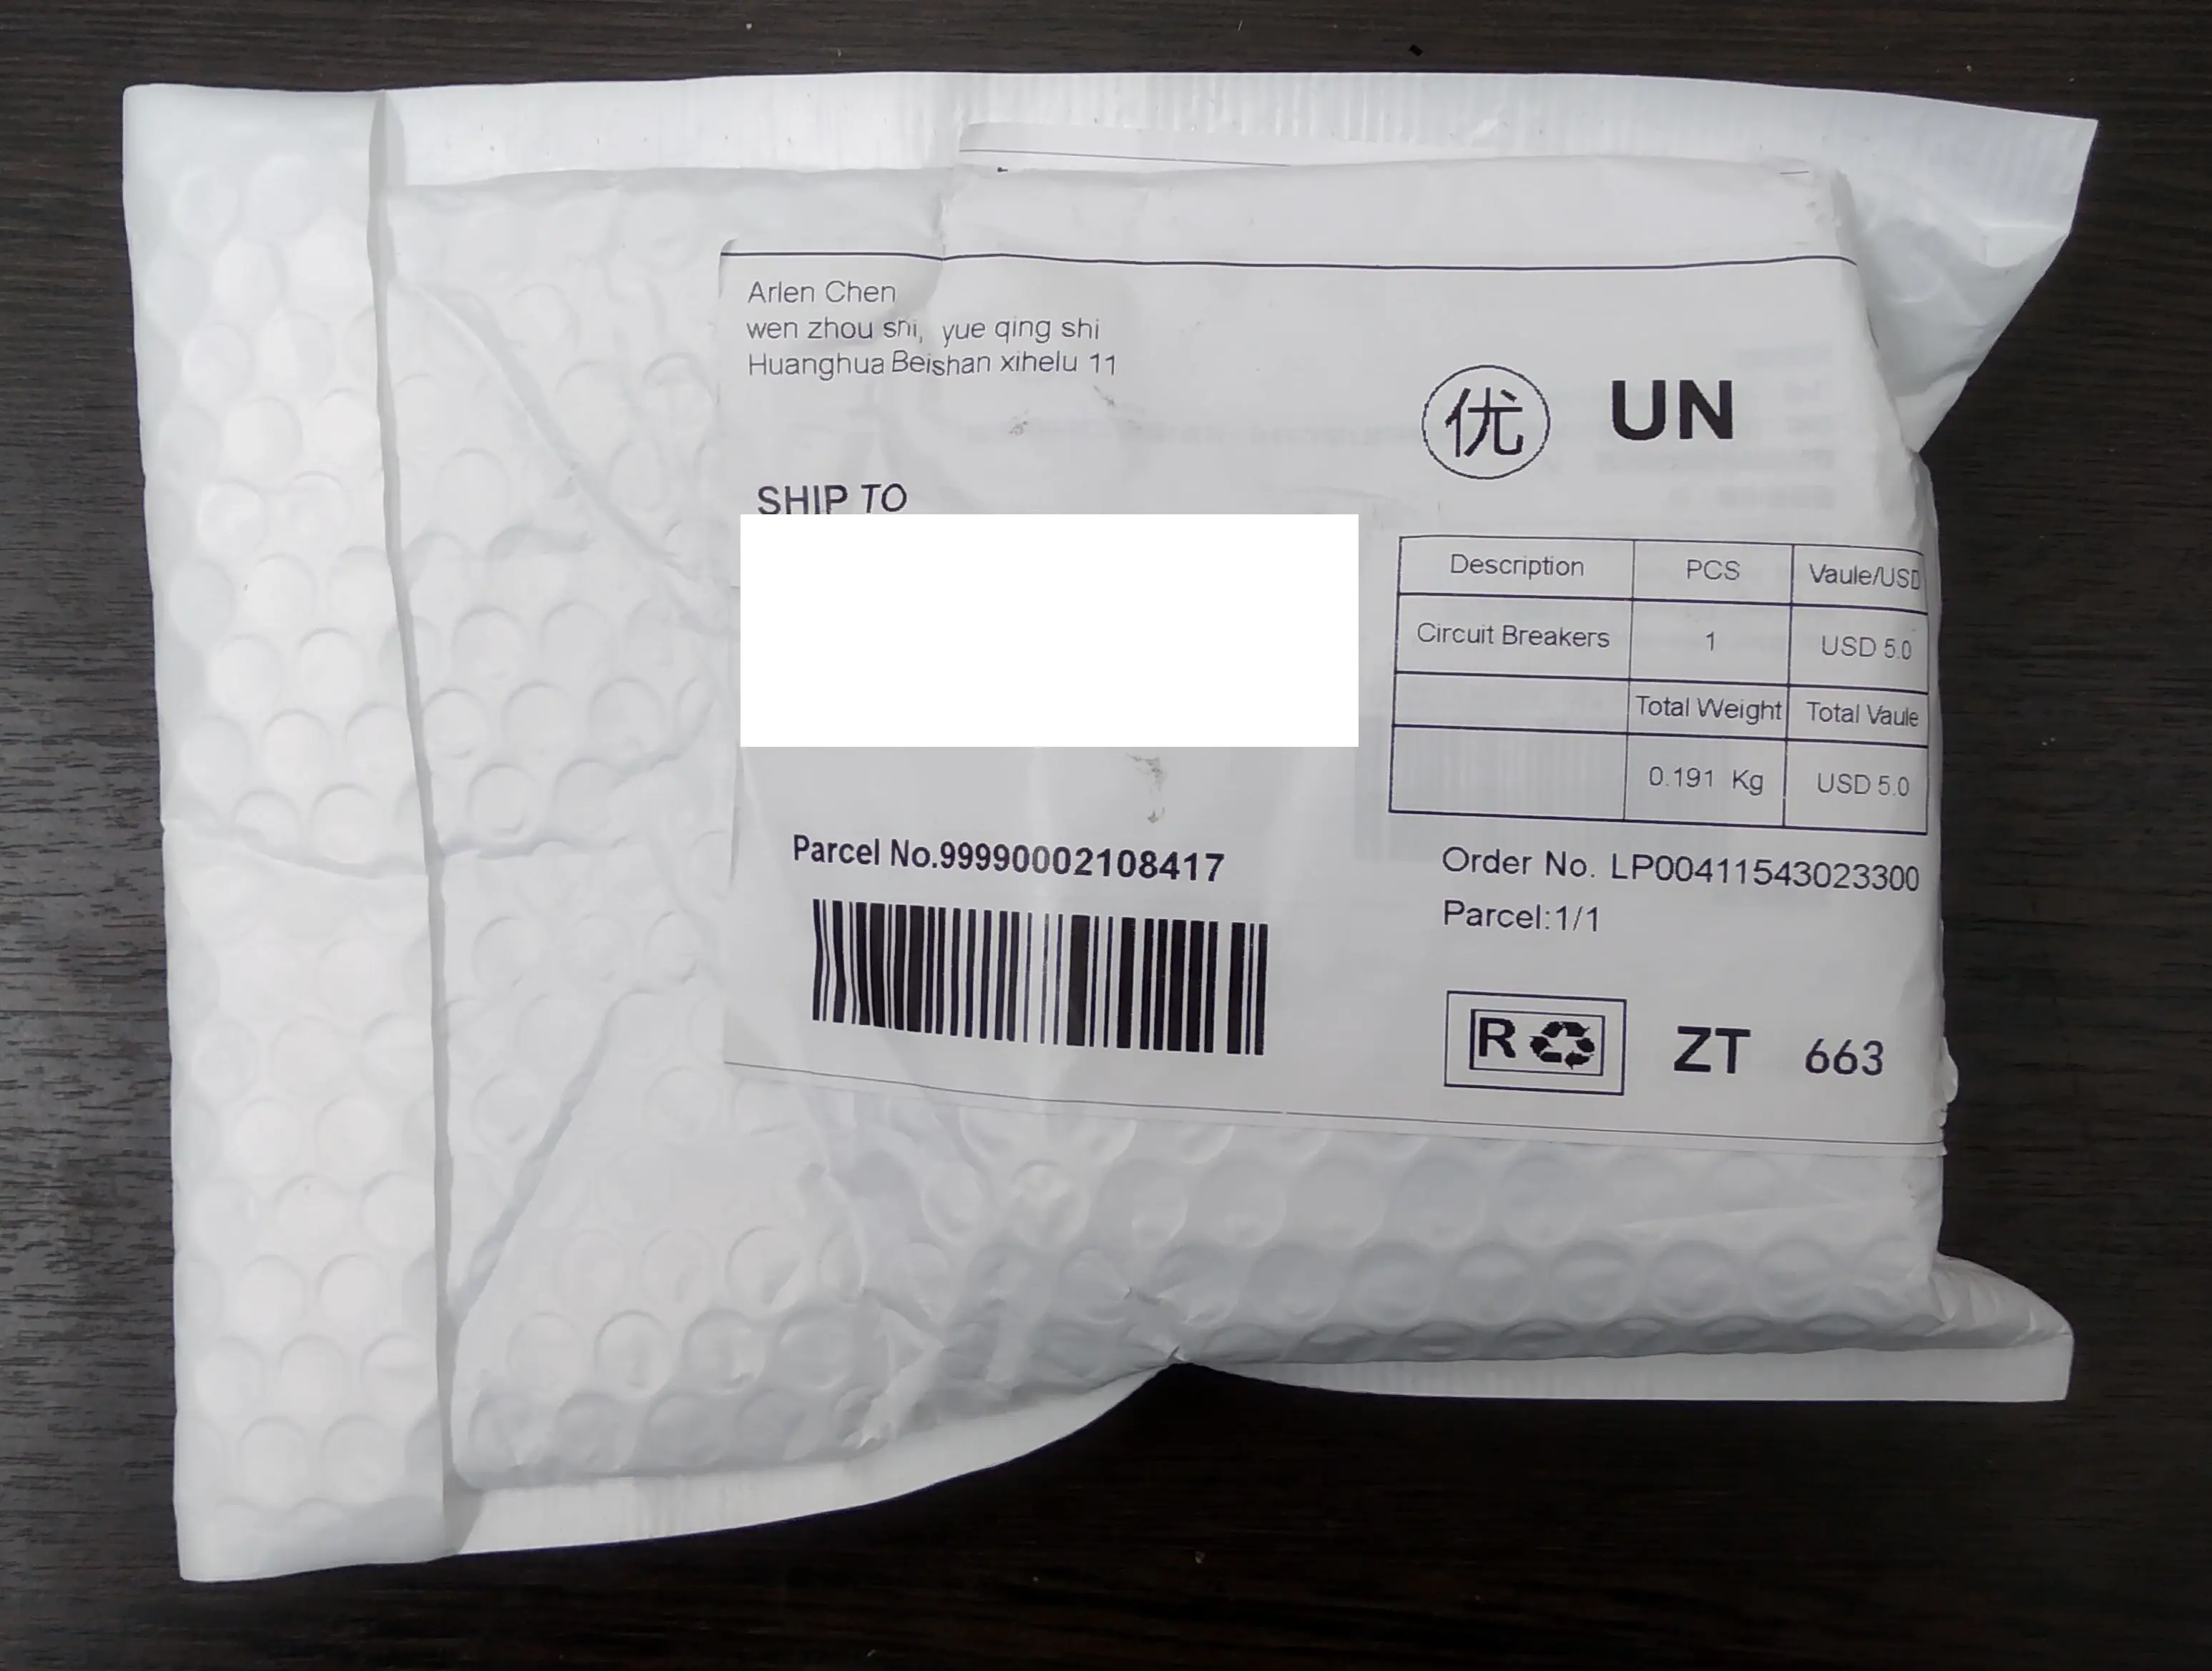 Arlen Chen
wen zhou shi, yue qing shi
Huanghua Beishan xihelu 11
优 UN
SHIP TO
Description PCS Vaule/USD
Circuit Breakers 1 USD 5.0
Total Weight Total Vaule
0.191 Kg USD 5.0
Parcel No.99990002108417
Order No. LP00411543023300
Parcel:1/1
R ZT 663